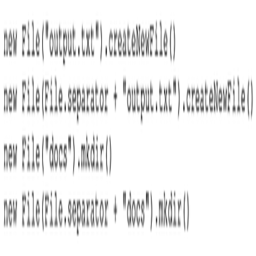 new File("output.txt").createNewFile()
new File(File.separator + "output.txt").createNewFile()
new File("docs").mkdir()
new File(File.separator + "docs").mkdir()